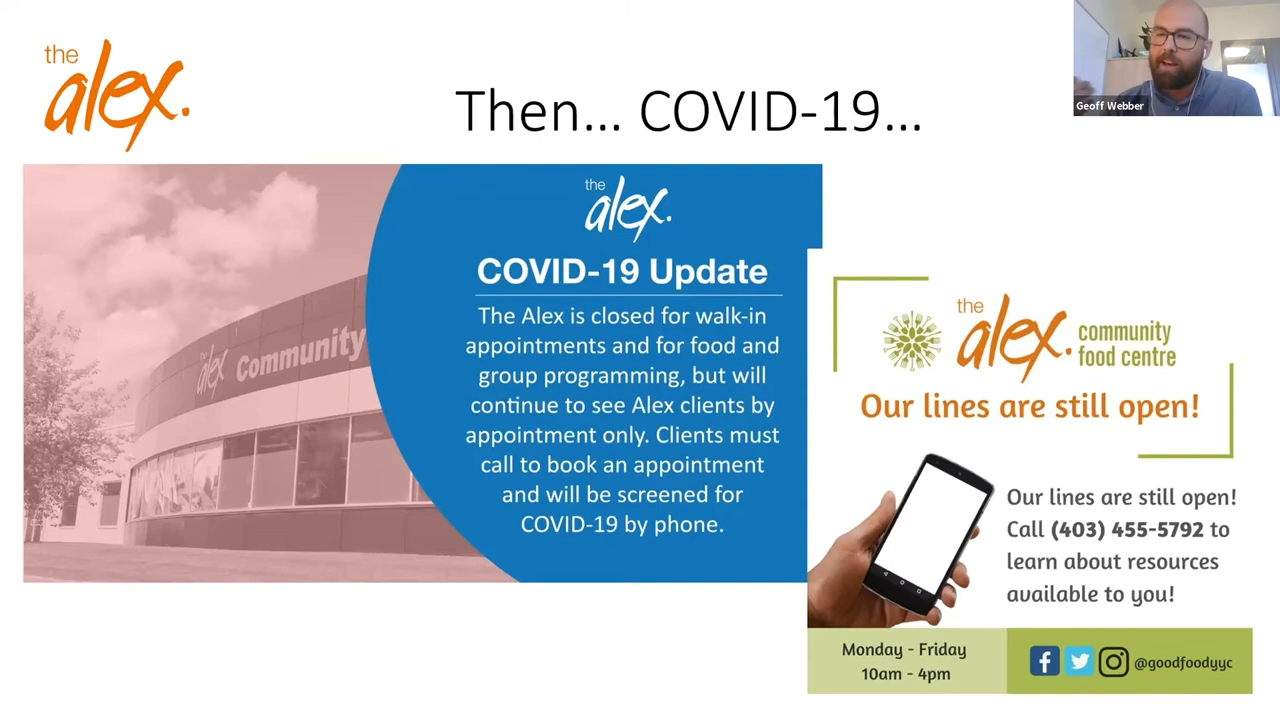 the
alex.
Then... COVID-19...
Geoff Webber
the
alex
Community
the
alex.
COVID-19 Update
The Alex is closed for walk-in
appointments and for food and
group programming, but will
continue to see Alex clients by
appointment only. Clients must
call to book an appointment
and will be screened for
COVID-19 by phone.
the
alex.
community
food centre
Our lines are still open!
Our lines are still open!
Call (403) 455-5792 to
learn about resources
available to you!
Monday - Friday
10am - 4pm
@goodfoodyyc